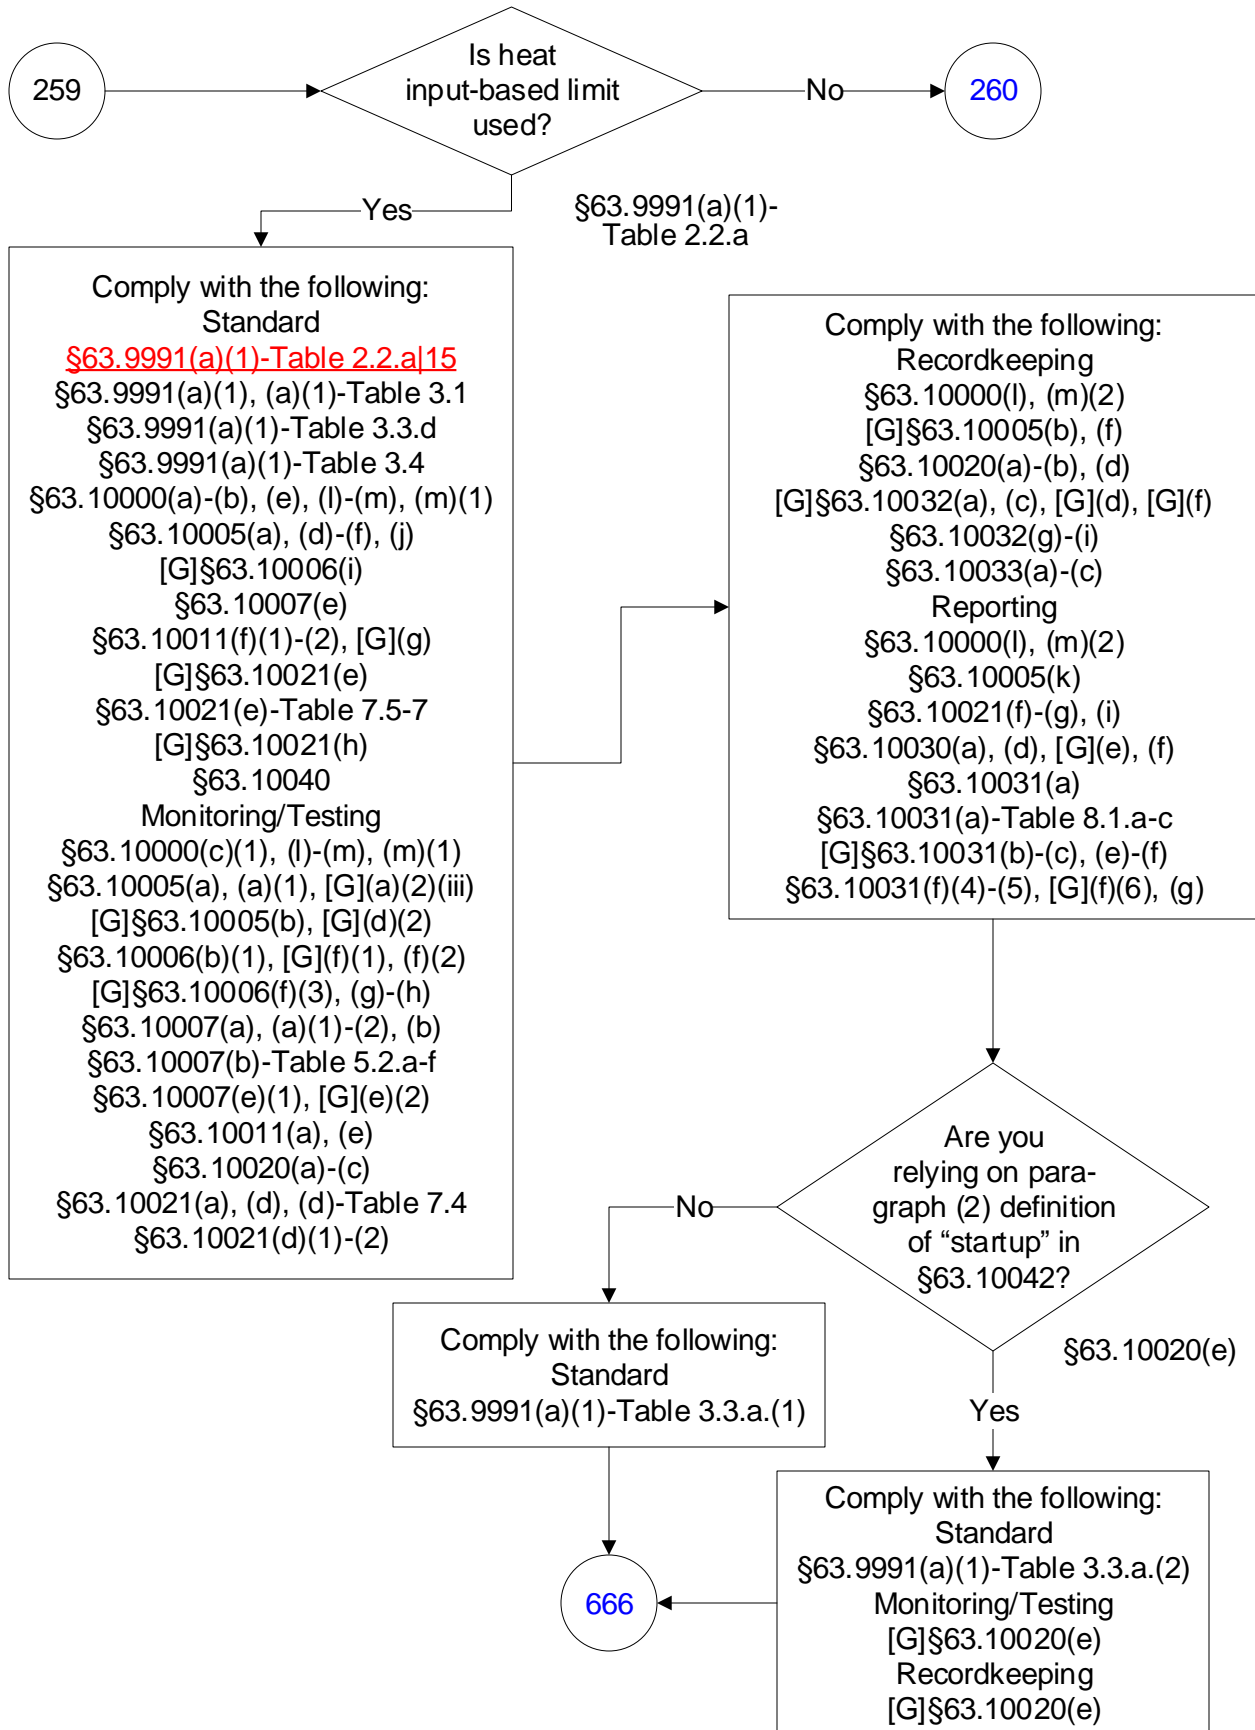 259
Is heat
input-based limit
used?
No
260
Yes
§63.9991(a)(1)-
Table 2.2.a
Comply with the following:
Standard
§63.9991(a)(1)-Table 2.2.a|15
§63.9991(a)(1), (a)(1)-Table 3.1
§63.9991(a)(1)-Table 3.3.d
§63.9991(a)(1)-Table 3.4
§63.10000(a)-(b), (e), (l)-(m), (m)(1)
§63.10005(a), (d)-(f), (j)
[G]§63.10006(i)
§63.10007(e)
§63.10011(f)(1)-(2), [G](g)
[G]§63.10021(e)
§63.10021(e)-Table 7.5-7
[G]§63.10021(h)
§63.10040
Monitoring/Testing
§63.10000(c)(1), (l)-(m), (m)(1)
§63.10005(a), (a)(1), [G](a)(2)(iii)
[G]§63.10005(b), [G](d)(2)
§63.10006(b)(1), [G](f)(1), (f)(2)
[G]§63.10006(f)(3), (g)-(h)
§63.10007(a), (a)(1)-(2), (b)
§63.10007(b)-Table 5.2.a-f
§63.10007(e)(1), [G](e)(2)
§63.10011(a), (e)
§63.10020(a)-(c)
§63.10021(a), (d), (d)-Table 7.4
§63.10021(d)(1)-(2)
Comply with the following:
Recordkeeping
§63.10000(l), (m)(2)
[G]§63.10005(b), (f)
§63.10020(a)-(b), (d)
[G]§63.10032(a), (c), [G](d), [G](f)
§63.10032(g)-(i)
§63.10033(a)-(c)
Reporting
§63.10000(l), (m)(2)
§63.10005(k)
§63.10021(f)-(g), (i)
§63.10030(a), (d), [G](e), (f)
§63.10031(a)
§63.10031(a)-Table 8.1.a-c
[G]§63.10031(b)-(c), (e)-(f)
§63.10031(f)(4)-(5), [G](f)(6), (g)
Are you
relying on para-
graph (2) definition
of “startup” in
§63.10042?
No
§63.10020(e)
Yes
Comply with the following:
Standard
§63.9991(a)(1)-Table 3.3.a.(1)
Comply with the following:
Standard
§63.9991(a)(1)-Table 3.3.a.(2)
Monitoring/Testing
[G]§63.10020(e)
Recordkeeping
[G]§63.10020(e)
666